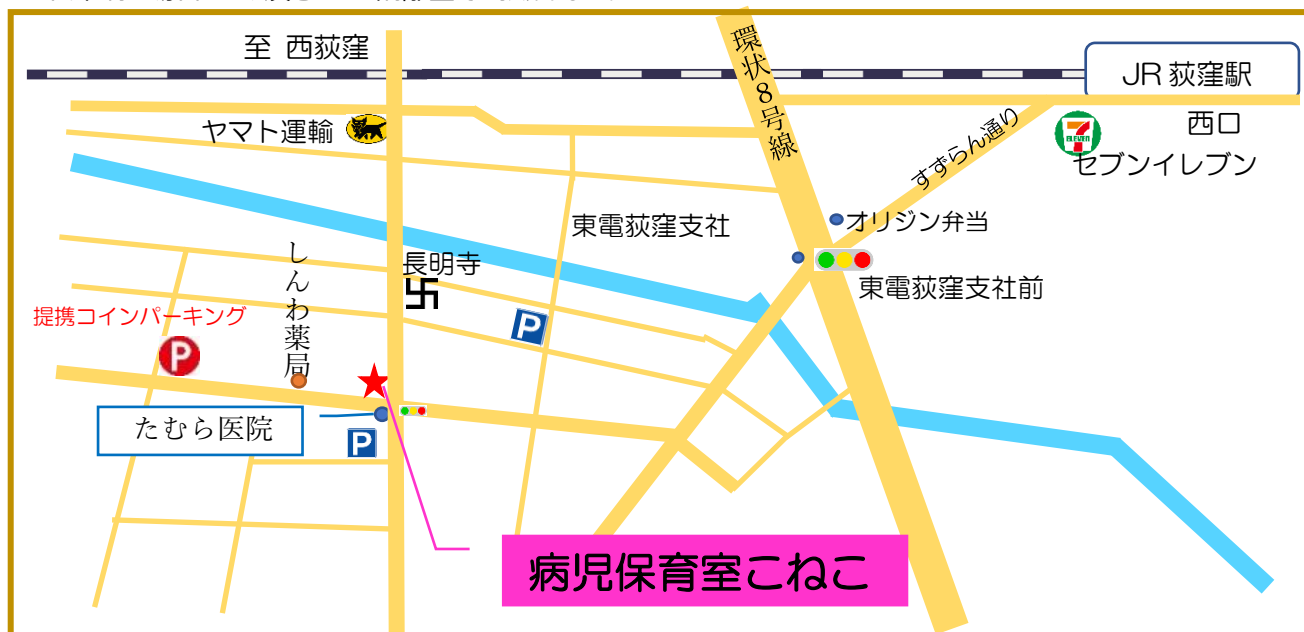 至 西荻窪
環状8号線
JR 荻窪駅
西口
ヤマト運輸
すずらん通り
7
ELEVEN
セブンイレブン
東電荻窪支社
オリジン弁当
長明寺
卐
東電荻窪支社前
しんわ薬局
提携コインパーキング
P
P
たむら医院
P
病児保育室こねこ